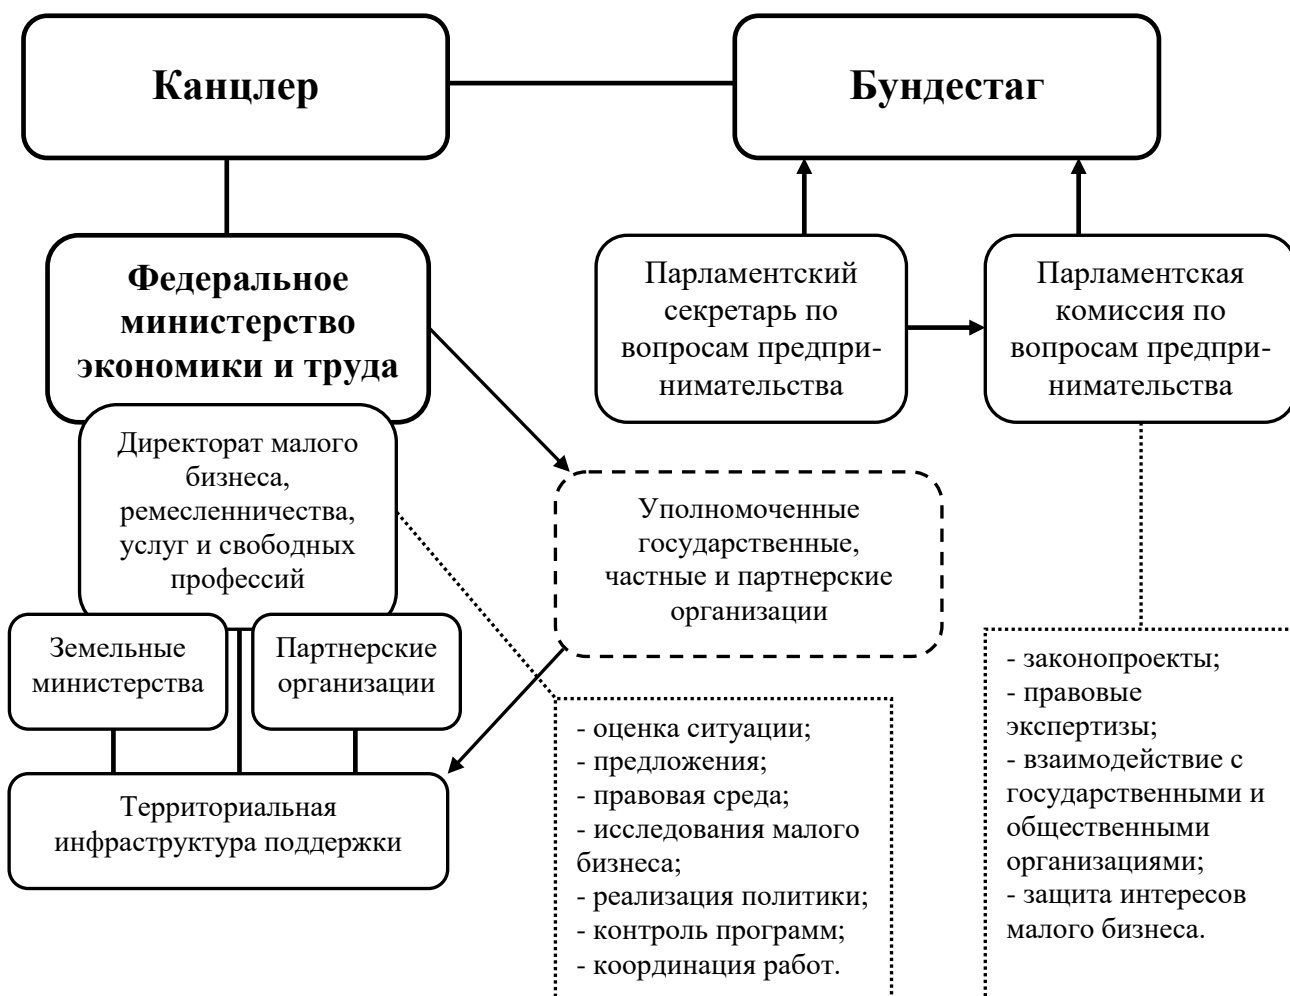 Канцлер
Бундестаг
Федеральное
министерство
экономики и труда
Парламентский
секретарь по
вопросам предпри-
нимательства
Парламентская
комиссия по
вопросам предпри-
нимательства
Директорат малого
бизнеса,
ремесленничества,
услуг и свободных
профессий
Уполномоченные
государственные,
частные и партнерские
организации
Земельные
министерства
Партнерские
организации
Территориальная
инфраструктура поддержки
- оценка ситуации;
- предложения;
- правовая среда;
- исследования малого
бизнеса;
- реализация политики;
- контроль программ;
- координация работ.
- законопроекты;
- правовые
экспертизы;
- взаимодействие с
государственными и
общественными
организациями;
- защита интересов
малого бизнеса.